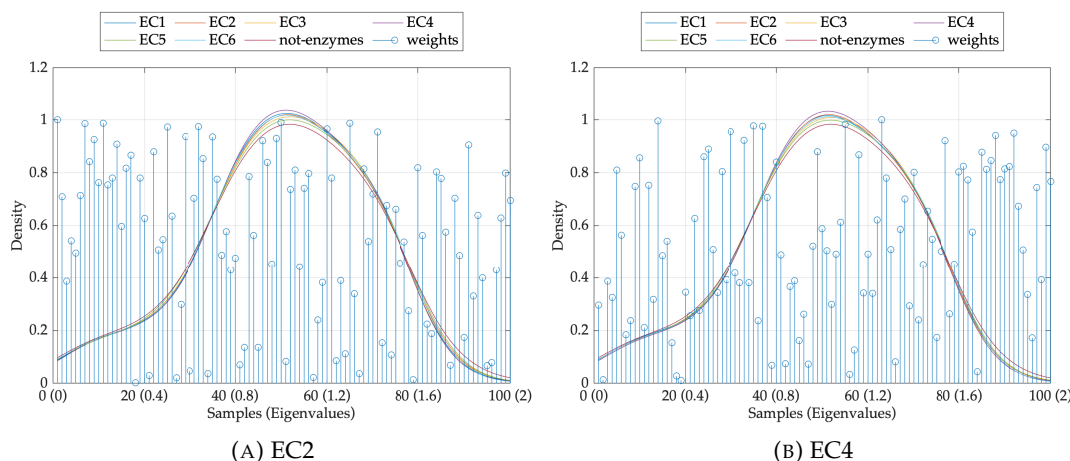 EC1 EC2 EC3 EC4
EC5 EC6 not-enzymes weights
1.2
1
0.8
0.6
0.4
0.2
0
Density
0 (0) 20 (0.4) 40 (0.8) 60 (1.2) 80 (1.6) 100 (2)
Samples (Eigenvalues)
(A) EC2
EC1 EC2 EC3 EC4
EC5 EC6 not-enzymes weights
1.2
1
0.8
0.6
0.4
0.2
0
Density
0 (0) 20 (0.4) 40 (0.8) 60 (1.2) 80 (1.6) 100 (2)
Samples (Eigenvalues)
(B) EC4